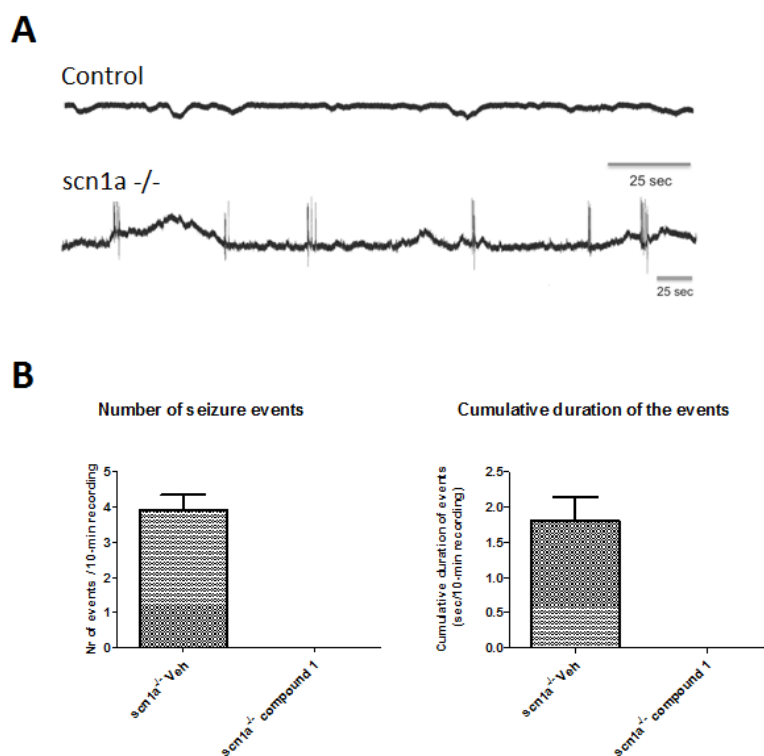 A
Control
25 sec
scn1a -/-
25 sec
B
Number of seizure events
Nr of events / 10-min recording
5
4
3
2
1
0
scn1a-/- Veh
scn1a-/- compound 1
Cumulative duration of the events
Cumulative duration of events
(sec/10-min recording)
2.5
2.0
1.5
1.0
0.5
0.0
scn1a-/- Veh
scn1a-/- compound 1